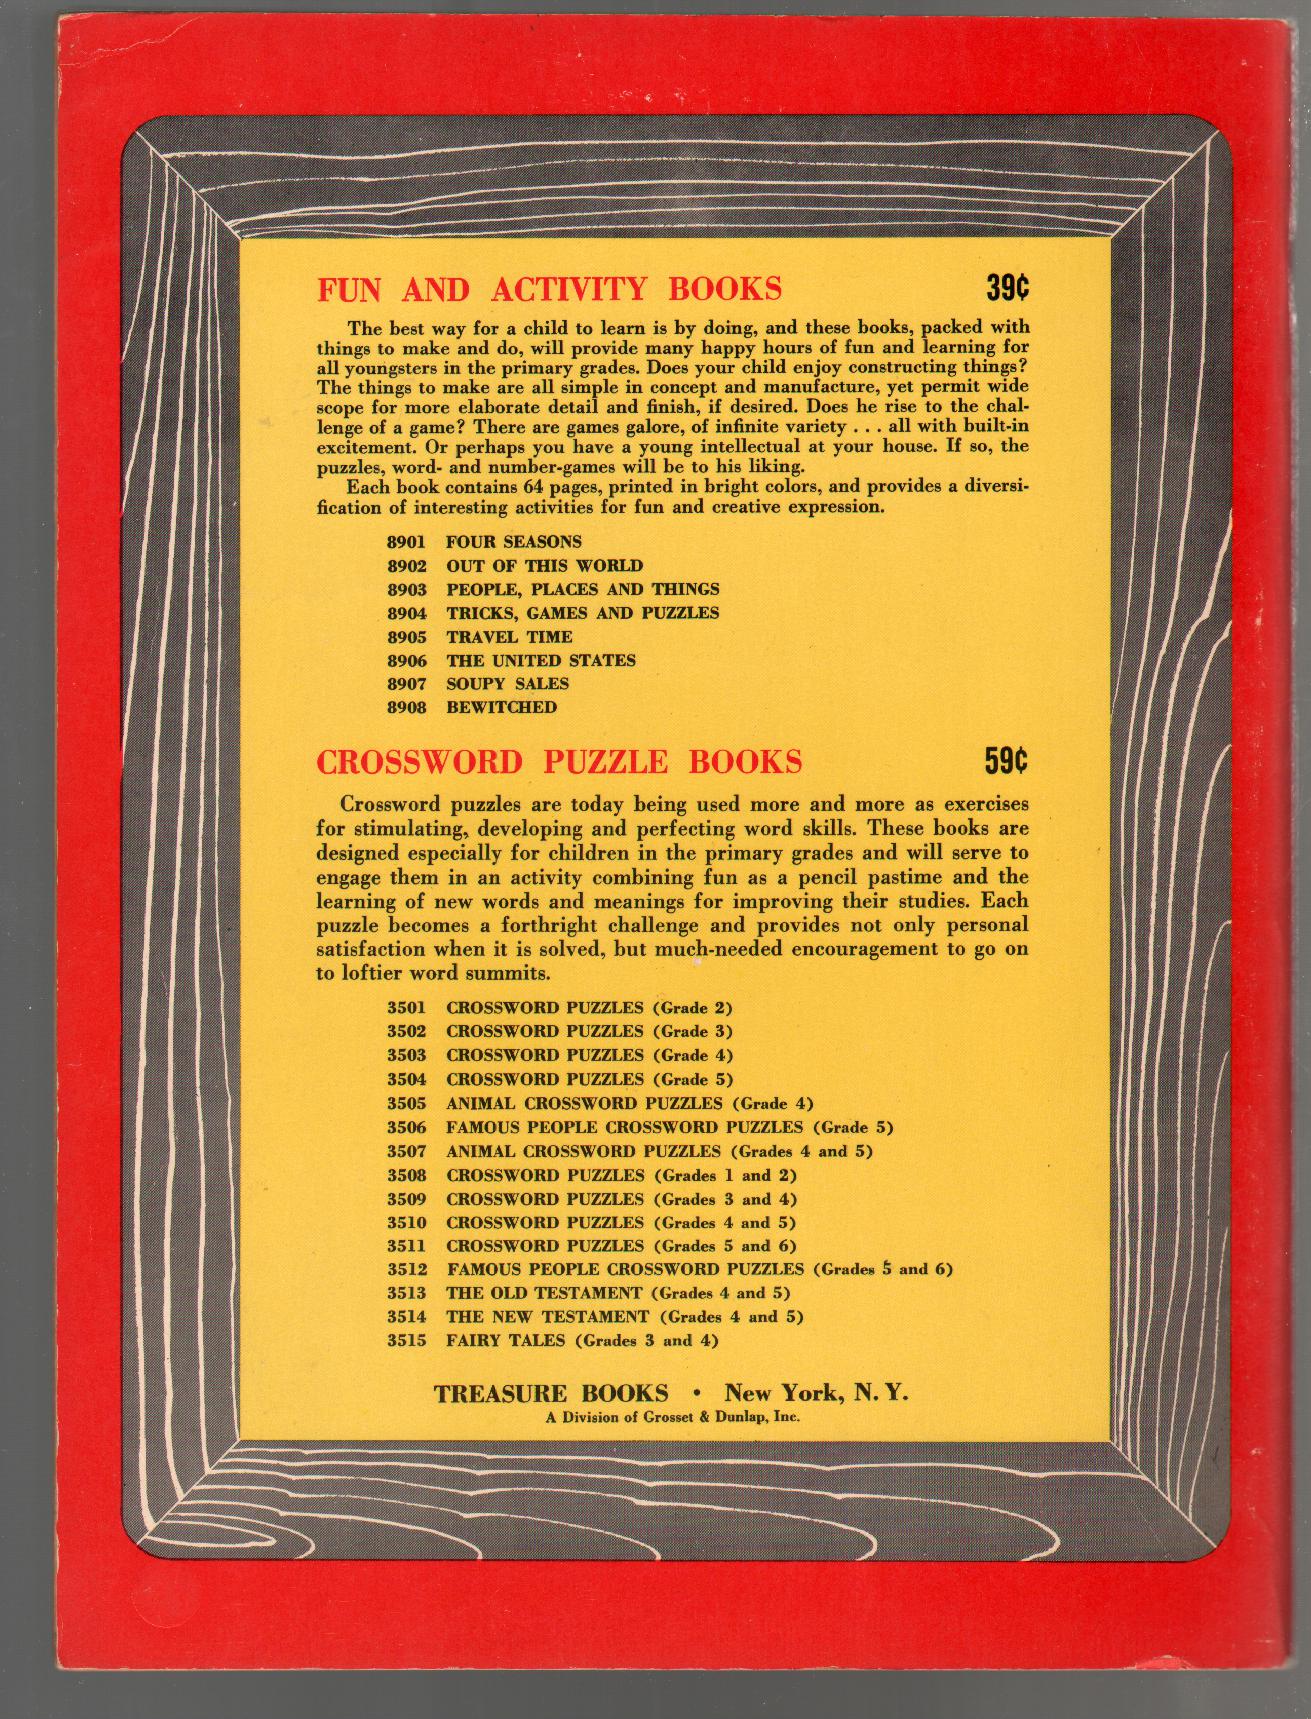 FUN AND ACTIVITY BOOKS 39¢
The best way for a child to learn is by doing, and these books, packed with
things to make and do, will provide many happy hours of fun and learning for
all youngsters in the primary grades. Does your child enjoy constructing things?
The things to make are all simple in concept and manufacture, yet permit wide
scope for more elaborate detail and finish, if desired. Does he rise to the chal-
lenge of a game? There are games galore, of infinite variety . . . all with built-in
excitement. Or perhaps you have a young intellectual at your house. If so, the
puzzles, word- and number-games will be to his liking.
Each book contains 64 pages, printed in bright colors, and provides a diversi-
fication of interesting activities for fun and creative expression.
8901 FOUR SEASONS
8902 OUT OF THIS WORLD
8903 PEOPLE, PLACES AND THINGS
8904 TRICKS, GAMES AND PUZZLES
8905 TRAVEL TIME
8906 THE UNITED STATES
8907 SOUPY SALES
8908 BEWITCHED
CROSSWORD PUZZLE BOOKS 59¢
Crossword puzzles are today being used more and more as exercises
for stimulating, developing and perfecting word skills. These books are
designed especially for children in the primary grades and will serve to
engage them in an activity combining fun as a pencil pastime and the
learning of new words and meanings for improving their studies. Each
puzzle becomes a forthright challenge and provides not only personal
satisfaction when it is solved, but much-needed encouragement to go on
to loftier word summits.
3501 CROSSWORD PUZZLES (Grade 2)
3502 CROSSWORD PUZZLES (Grade 3)
3503 CROSSWORD PUZZLES (Grade 4)
3504 CROSSWORD PUZZLES (Grade 5)
3505 ANIMAL CROSSWORD PUZZLES (Grade 4)
3506 FAMOUS PEOPLE CROSSWORD PUZZLES (Grade 5)
3507 ANIMAL CROSSWORD PUZZLES (Grades 4 and 5)
3508 CROSSWORD PUZZLES (Grades 1 and 2)
3509 CROSSWORD PUZZLES (Grades 3 and 4)
3510 CROSSWORD PUZZLES (Grades 4 and 5)
3511 CROSSWORD PUZZLES (Grades 5 and 6)
3512 FAMOUS PEOPLE CROSSWORD PUZZLES (Grades 5 and 6)
3513 THE OLD TESTAMENT (Grades 4 and 5)
3514 THE NEW TESTAMENT (Grades 4 and 5)
3515 FAIRY TALES (Grades 3 and 4)
TREASURE BOOKS • New York, N. Y.
A Division of Grosset & Dunlap, Inc.